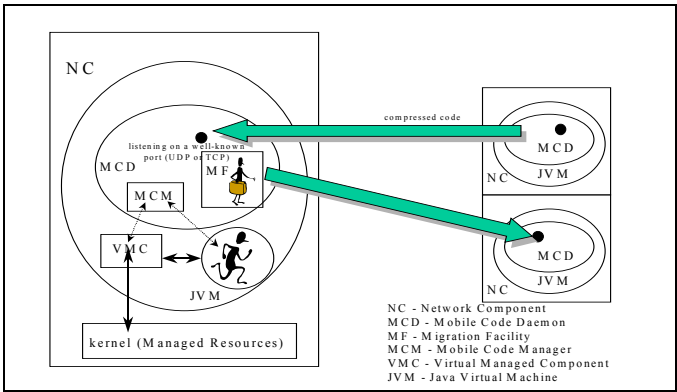 NC
compressed code
listening on a well-known
port (UDP or TCP)
MCD
MF
MCM
VMC
JVM
kernel (Managed Resources)
MCD
JVM
NC
MCD
JVM
NC
NC - Network Component
MCD - Mobile Code Daemon
MF - Migration Facility
MCM - Mobile Code Manager
VMC - Virtual Managed Component
JVM - Java Virtual Machine